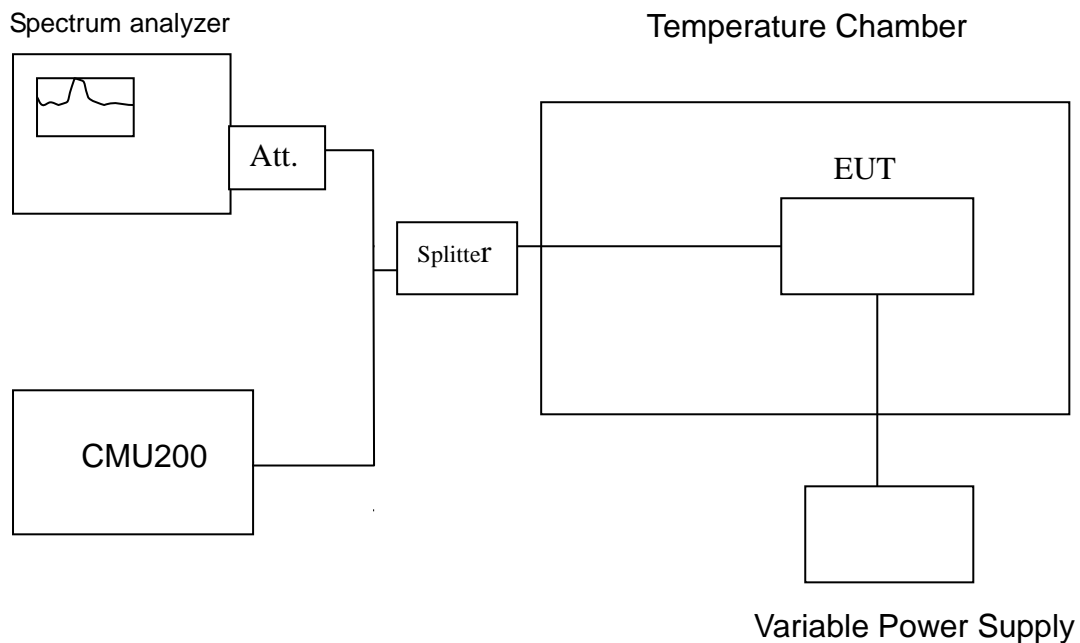 Spectrum analyzer
Temperature Chamber
Att.
EUT
Splitter
CMU200
Variable Power Supply